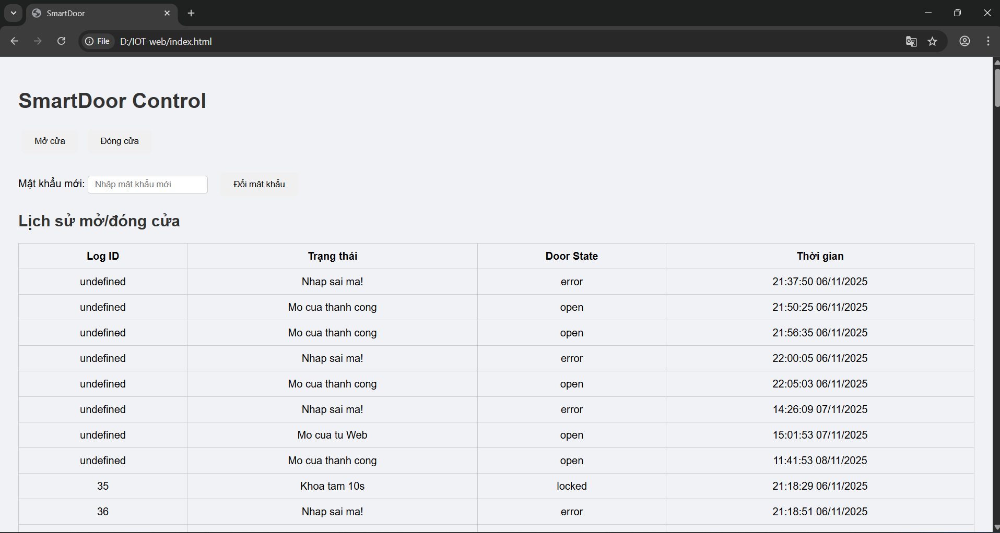 SmartDoor
File D:/IOT-web/index.html
SmartDoor Control
Mở cửa Đóng cửa
Mật khẩu mới: Nhập mật khẩu mới Đổi mật khẩu
Lịch sử mở/đóng cửa
Log ID Trạng thái Door State Thời gian
undefined Nhap sai ma! error 21:37:50 06/11/2025
undefined Mo cua thanh cong open 21:50:25 06/11/2025
undefined Mo cua thanh cong open 21:56:35 06/11/2025
undefined Nhap sai ma! error 22:00:05 06/11/2025
undefined Mo cua thanh cong open 22:05:03 06/11/2025
undefined Nhap sai ma! error 14:26:09 07/11/2025
undefined Mo cua tu Web open 15:01:53 07/11/2025
undefined Mo cua thanh cong open 11:41:53 08/11/2025
35 Khoa tam 10s locked 21:18:29 06/11/2025
36 Nhap sai ma! error 21:18:51 06/11/2025